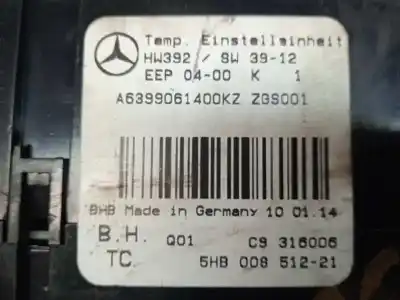 Temp. Einstelleinheit
HW392 / SW 39-12
EEP 04-00 K 1
A6399061400KZ ZGS001
BHB Made in Germany 10 01.14
B.H. Q01 C9 316006
TC 5HB 008 512-21